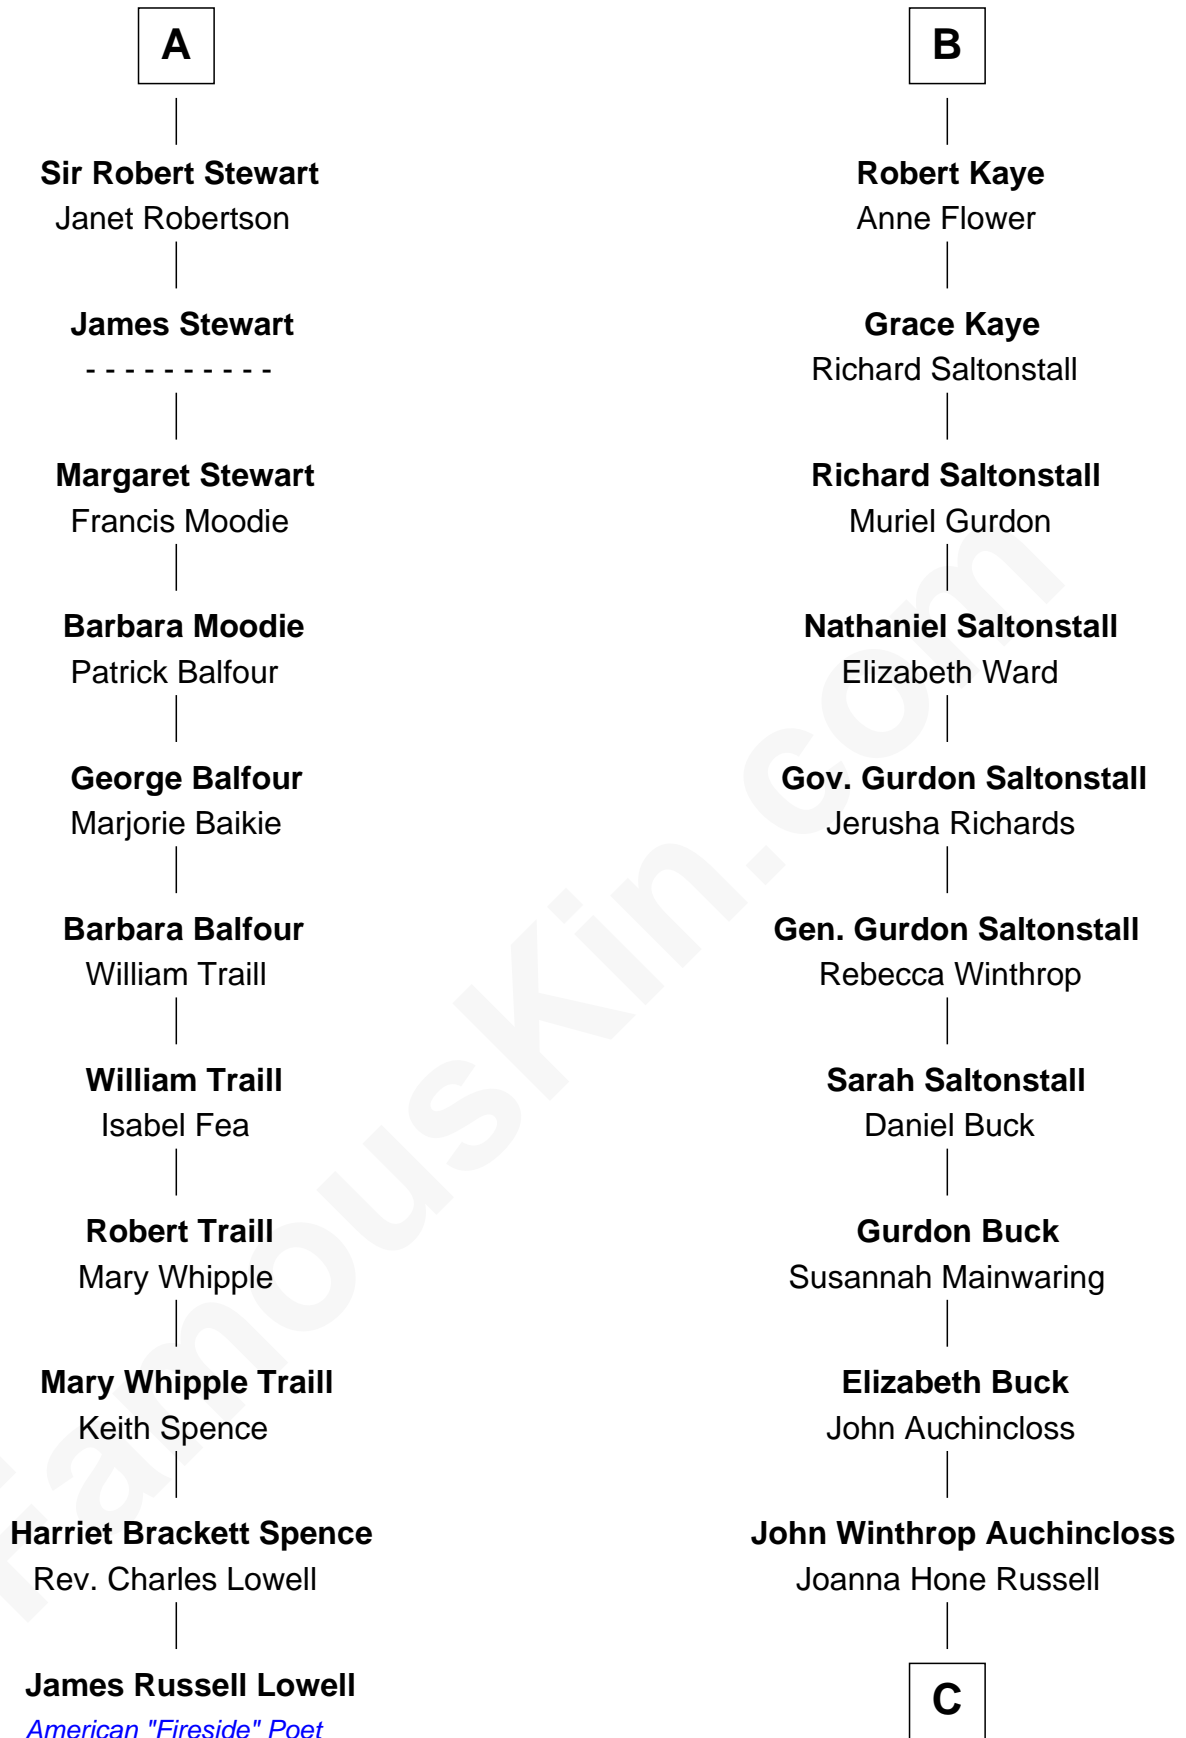 A
Sir Robert Stewart
Janet Robertson
James Stewart
- - - - - - - - - -
Margaret Stewart
Francis Moodie
Barbara Moodie
Patrick Balfour
George Balfour
Marjorie Baikie
Barbara Balfour
William Traill
William Traill
Isabel Fea
Robert Traill
Mary Whipple
Mary Whipple Traill
Keith Spence
Harriet Brackett Spence
Rev. Charles Lowell
James Russell Lowell
American "Fireside" Poet
B
Robert Kaye
Anne Flower
Grace Kaye
Richard Saltonstall
Richard Saltonstall
Muriel Gurdon
Nathaniel Saltonstall
Elizabeth Ward
Gov. Gurdon Saltonstall
Jerusha Richards
Gen. Gurdon Saltonstall
Rebecca Winthrop
Sarah Saltonstall
Daniel Buck
Gurdon Buck
Susannah Mainwaring
Elizabeth Buck
John Auchincloss
John Winthrop Auchincloss
Joanna Hone Russell
C
famouskin.com